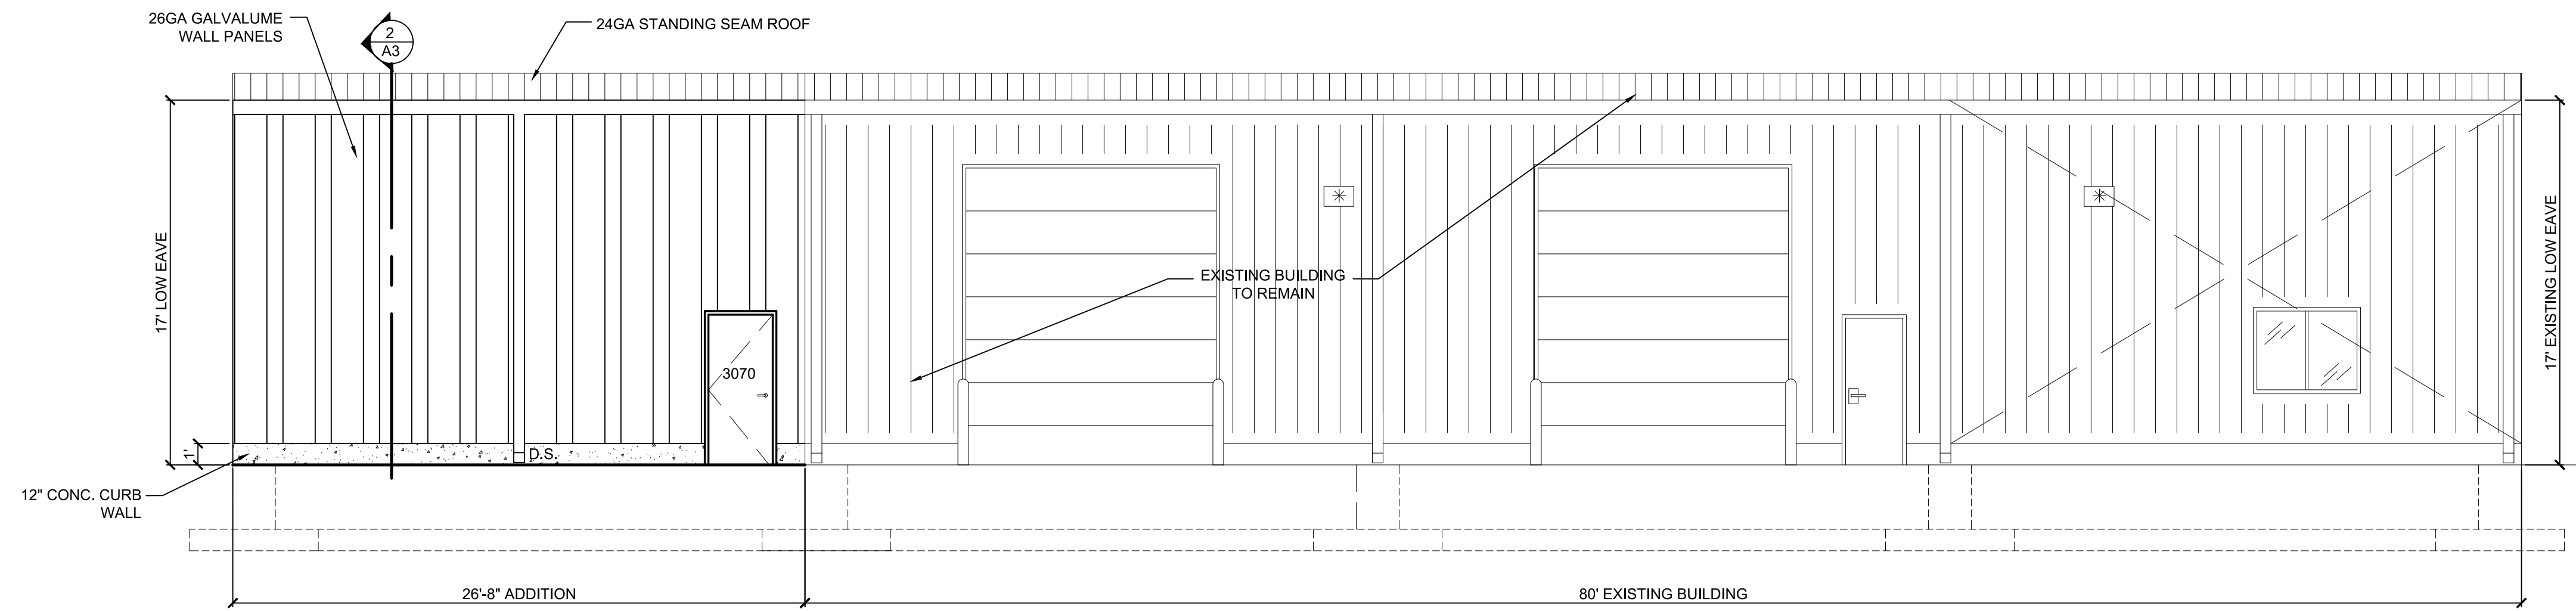 26GA GALVALUME
WALL PANELS
2
A3
24GA STANDING SEAM ROOF
17' LOW EAVE
1'
12" CONC. CURB
WALL
D.S.
3070
EXISTING BUILDING
TO REMAIN
17' EXISTING LOW EAVE
26'-8" ADDITION
80' EXISTING BUILDING